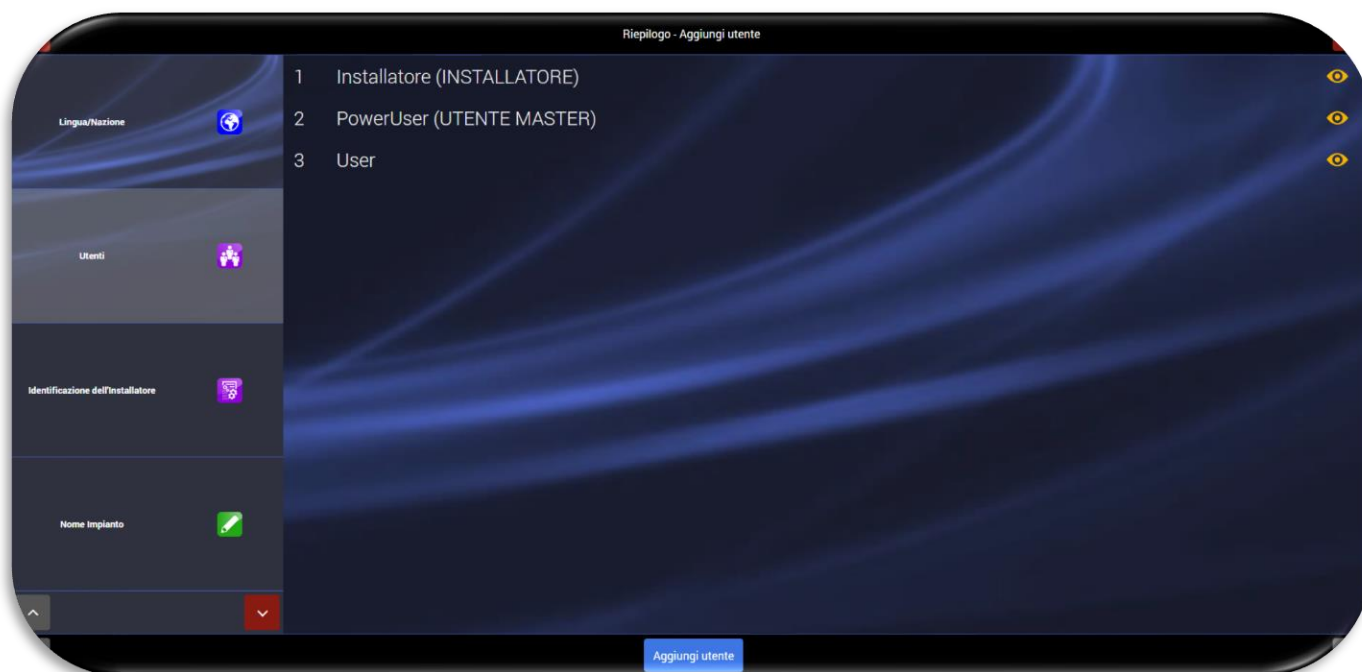 Riepilogo - Aggiungi utente
Lingua/Nazione
Utenti
Identificazione dell'Installatore
Nome Impianto
1 Installatore (INSTALLATORE)
2 PowerUser (UTENTE MASTER)
3 User
Aggiungi utente